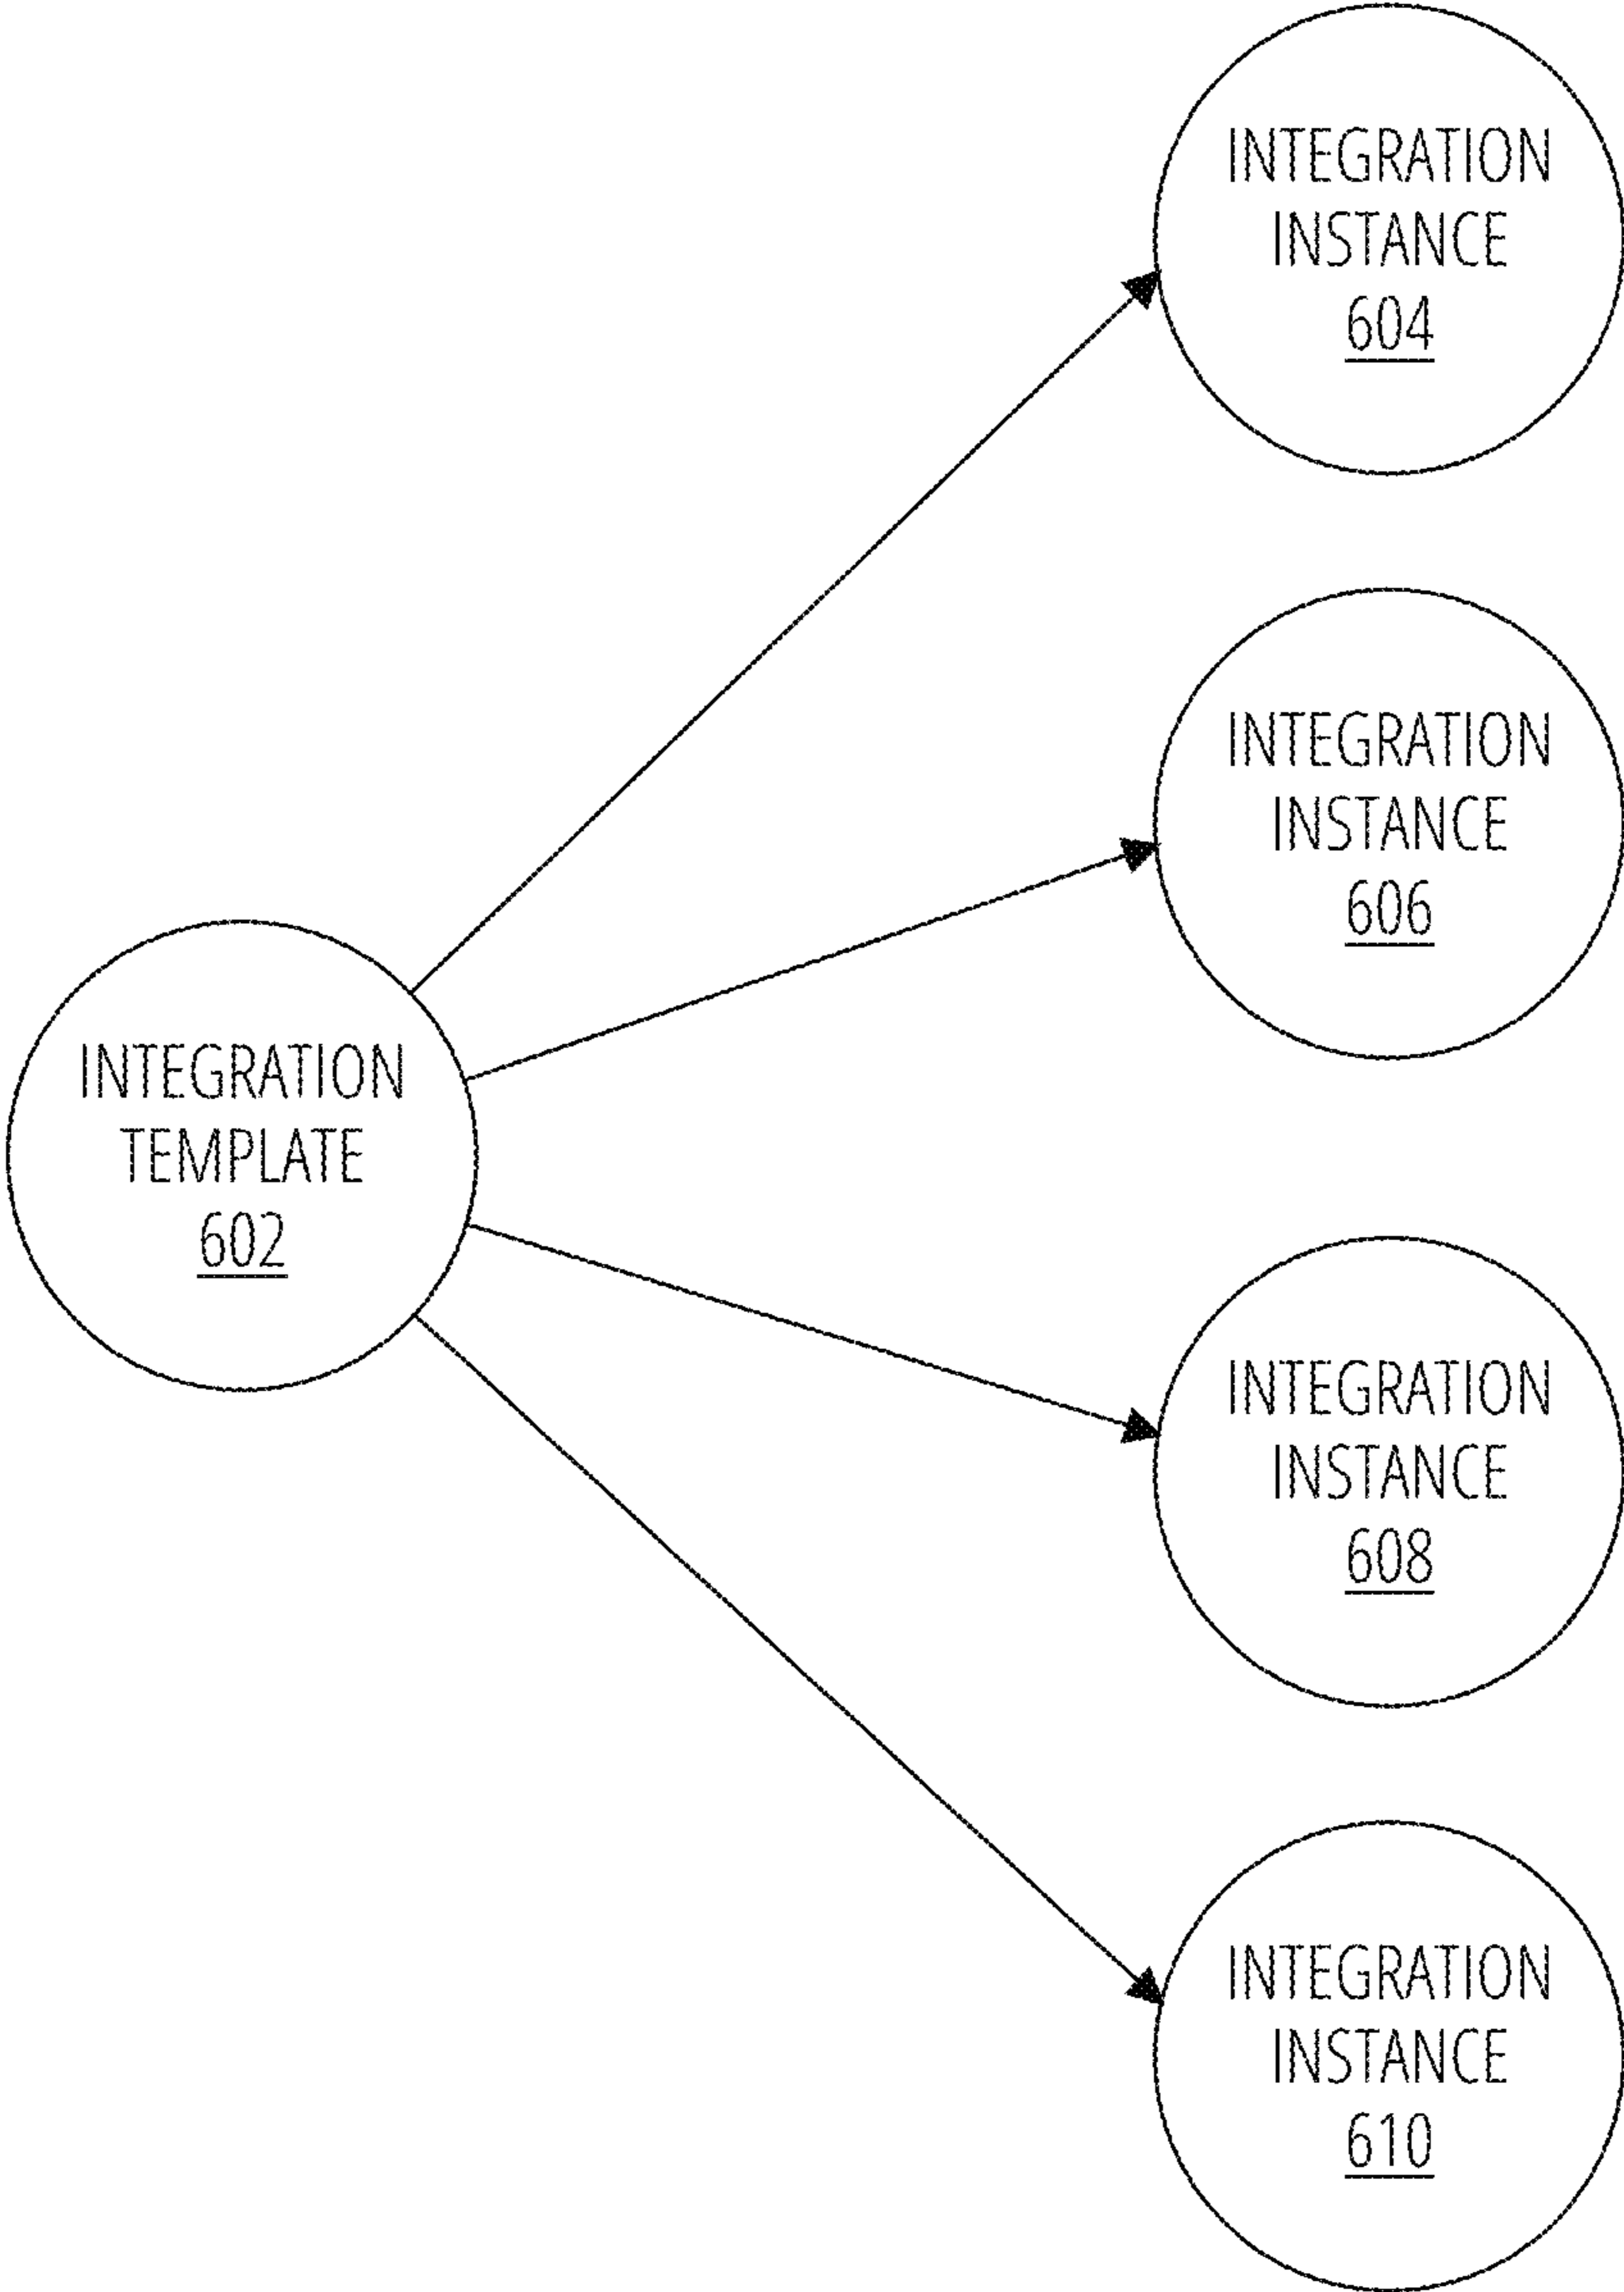 INTEGRATION
INSTANCE
604
INTEGRATION
INSTANCE
606
INTEGRATION
TEMPLATE
602
INTEGRATION
INSTANCE
608
INTEGRATION
INSTANCE
610